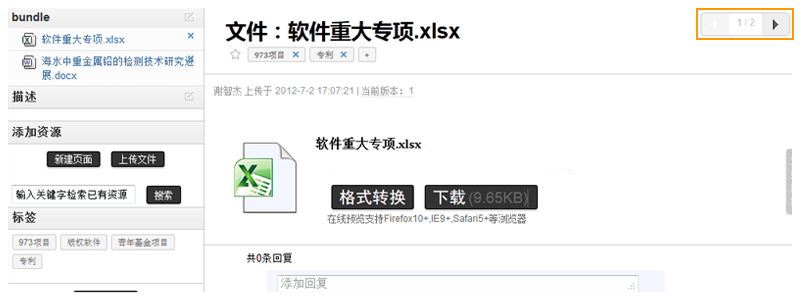 bundle
软件重大专项.xlsx ×
海水中重金属铅的检测技术研究进
展.docx
描述
添加资源
新建页面 上传文件
输入关键字检索已有资源 搜索
标签
973项目 版权软件 青年基金项目
专利
文件：软件重大专项.xlsx
1 / 2
973项目 × 专利 × +
谢智杰 上传于 2012-7-2 17:07:21 | 当前版本：1
软件重大专项.xlsx
格式转换 下载 (9.65KB)
在线预览支持Firefox10+,IE9+,Safari5+等浏览器
共0条回复
添加回复